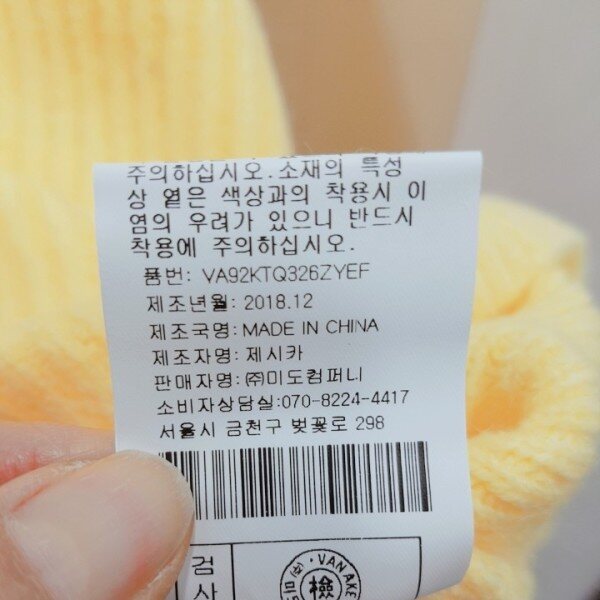 주의하십시오.소재의 특성
상 옅은 색상과의 착용시 이
염의 우려가 있으니 반드시
착용에 주의하십시오.
품번: VA92KTQ326ZYEF
제조년월: 2018.12
제조국명: MADE IN CHINA
제조자명: 제시카
판매자명:㈜미도컴퍼니
소비자상담실:070-8224-4417
서울시 금천구 벚꽃로 298
검
사
VAN AKE
檢